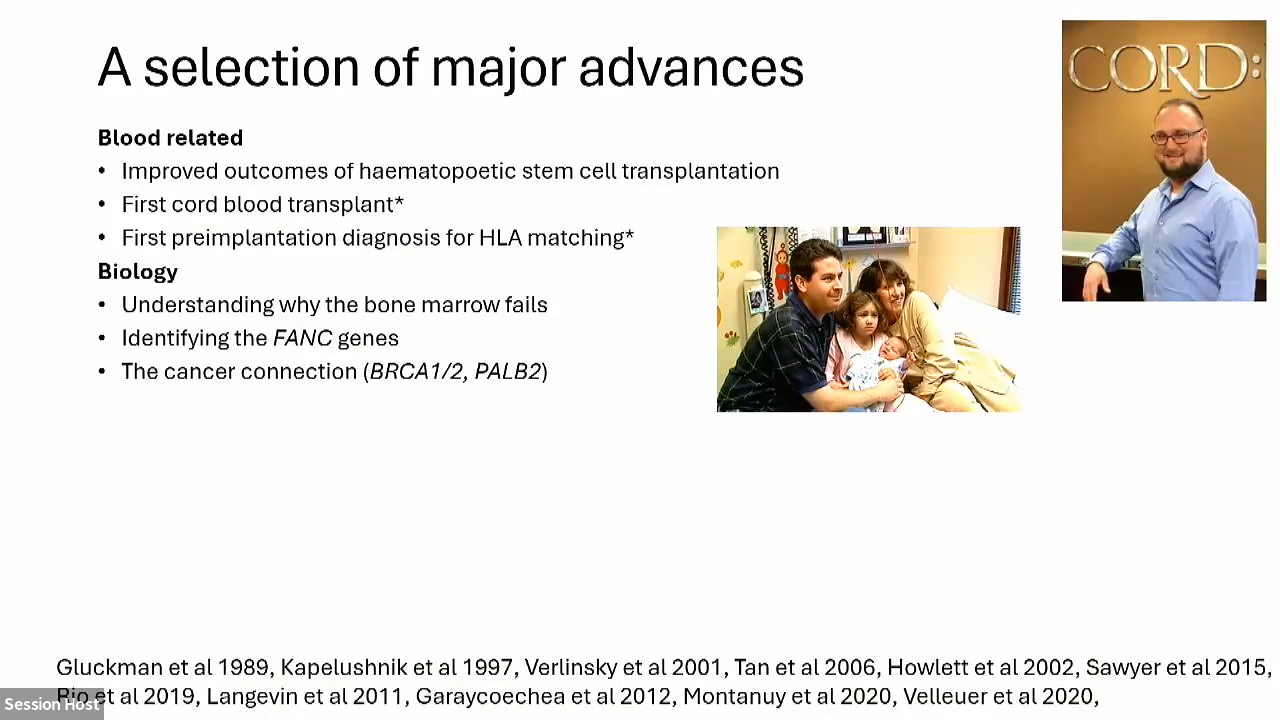 A selection of major advances
CORD:
Blood related
• Improved outcomes of haematopoetic stem cell transplantation
• First cord blood transplant*
• First preimplantation diagnosis for HLA matching*
Biology
• Understanding why the bone marrow fails
• Identifying the FANC genes
• The cancer connection (BRCA1/2, PALB2)
Gluckman et al 1989, Kapelushnik et al 1997, Verlinsky et al 2001, Tan et al 2006, Howlett et al 2002, Sawyer et al 2015,
Rio et al 2019, Langevin et al 2011, Garaycoechea et al 2012, Montanuy et al 2020, Velleuer et al 2020,
Session Host